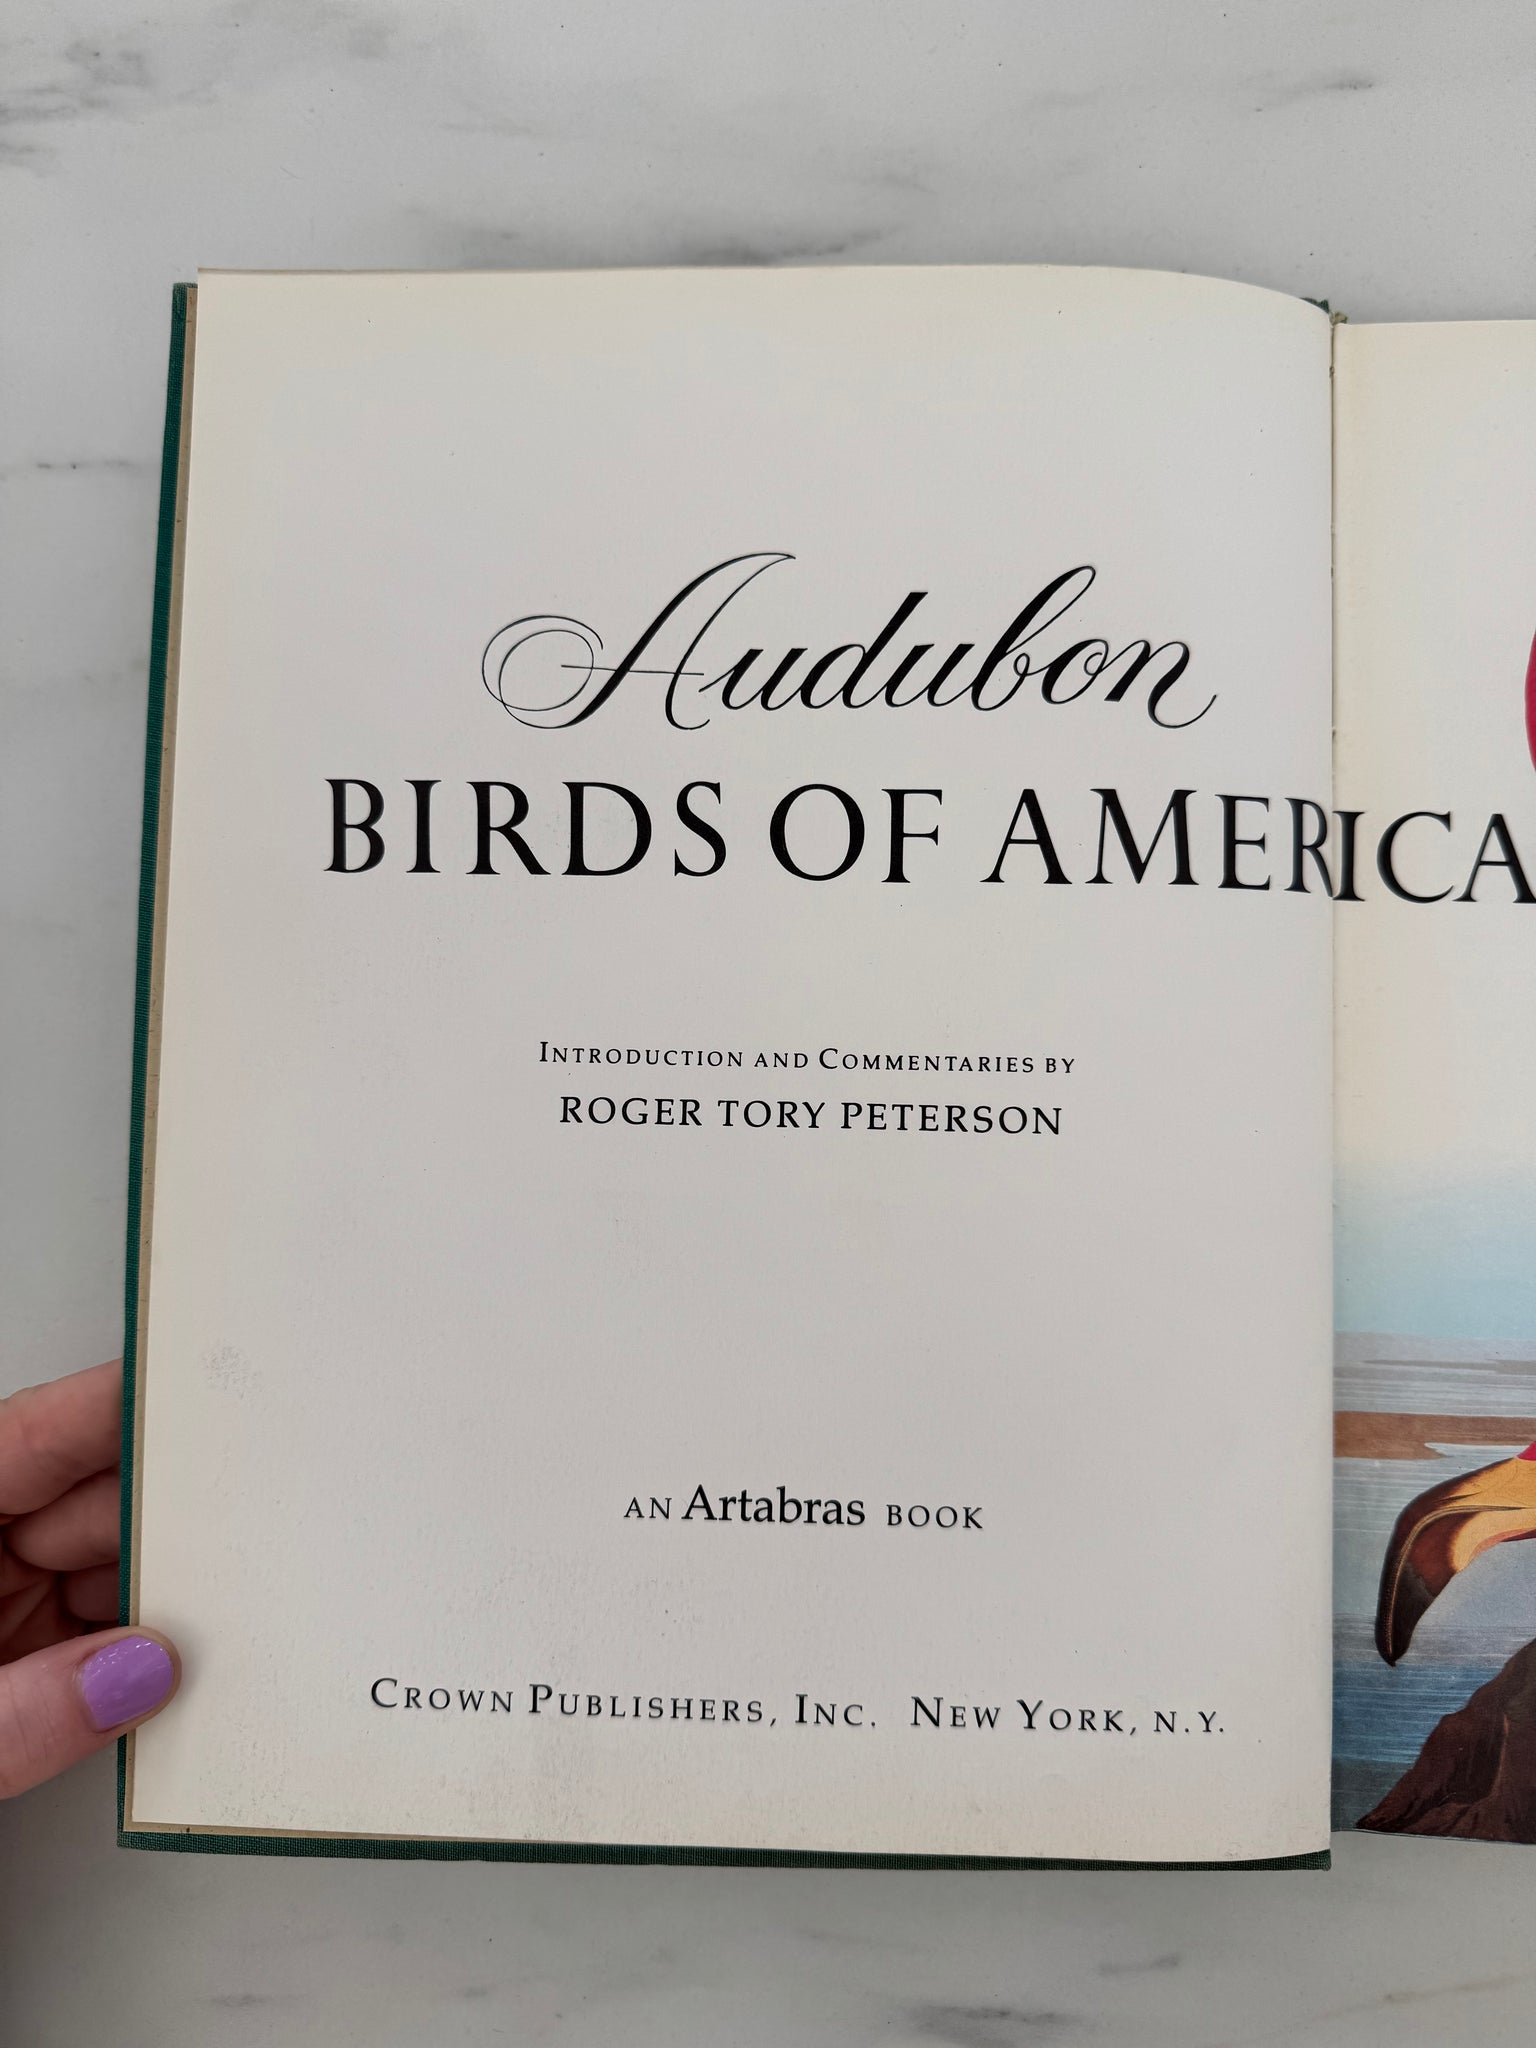 Audubon
BIRDS OF AMERICA
INTRODUCTION AND COMMENTARIES BY
ROGER TORY PETERSON
AN Artabras BOOK
CROWN PUBLISHERS, INC. NEW YORK, N.Y.